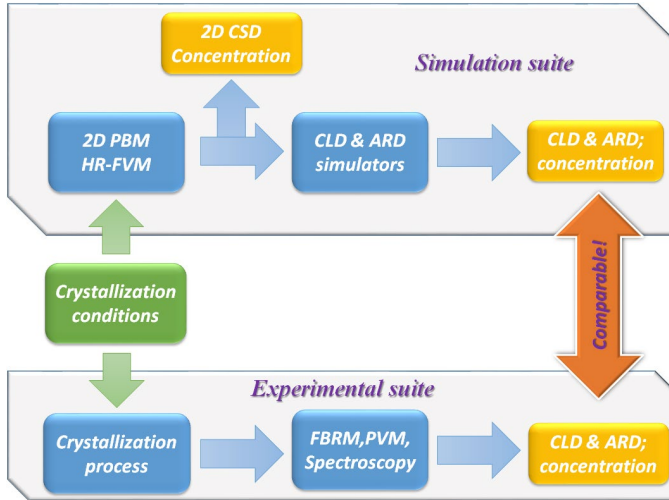 2D CSD
Concentration
Simulation suite
2D PBM
HR-FVM
CLD & ARD
simulators
CLD & ARD;
concentration
Comparable!
Crystallization
conditions
Experimental suite
Crystallization
process
FBRM,PVM,
Spectroscopy
CLD & ARD;
concentration